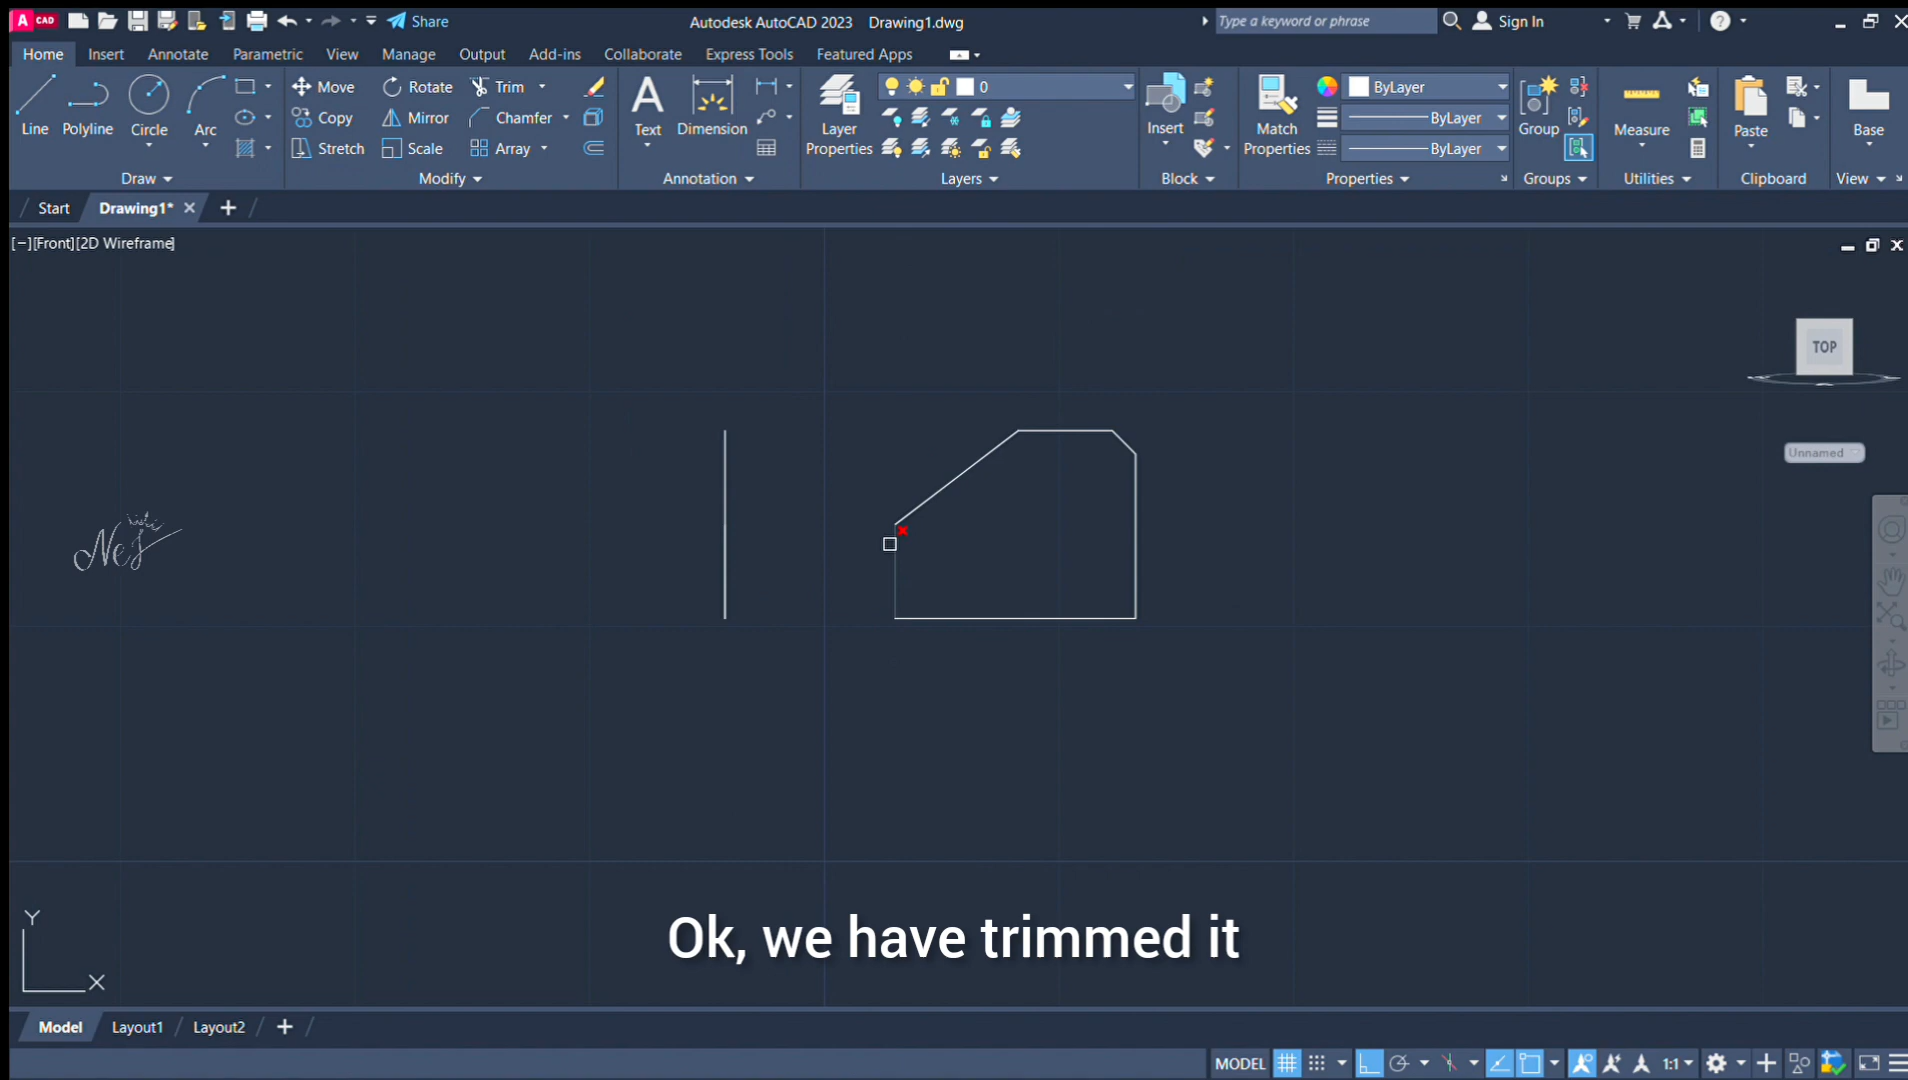 A CAD Share Autodesk AutoCAD 2023 Drawing1.dwg Type a keyword or phrase Sign In ?
Home Insert Annotate Parametric View Manage Output Add-ins Collaborate Express Tools Featured Apps
Line Polyline Circle Arc
Move Rotate Trim
Copy Mirror Chamfer
Stretch Scale Array
A Text Dimension
Layer Properties
0
Insert
Match Properties
ByLayer
ByLayer
ByLayer
Group
Measure
Paste
Base
Draw Modify Annotation Layers Block Properties Groups Utilities Clipboard View
Start Drawing1* +
[−][Front][2D Wireframe]
TOP
Unnamed
Nej
Y
X
Ok, we have trimmed it
Model Layout1 Layout2 +
MODEL 1:1